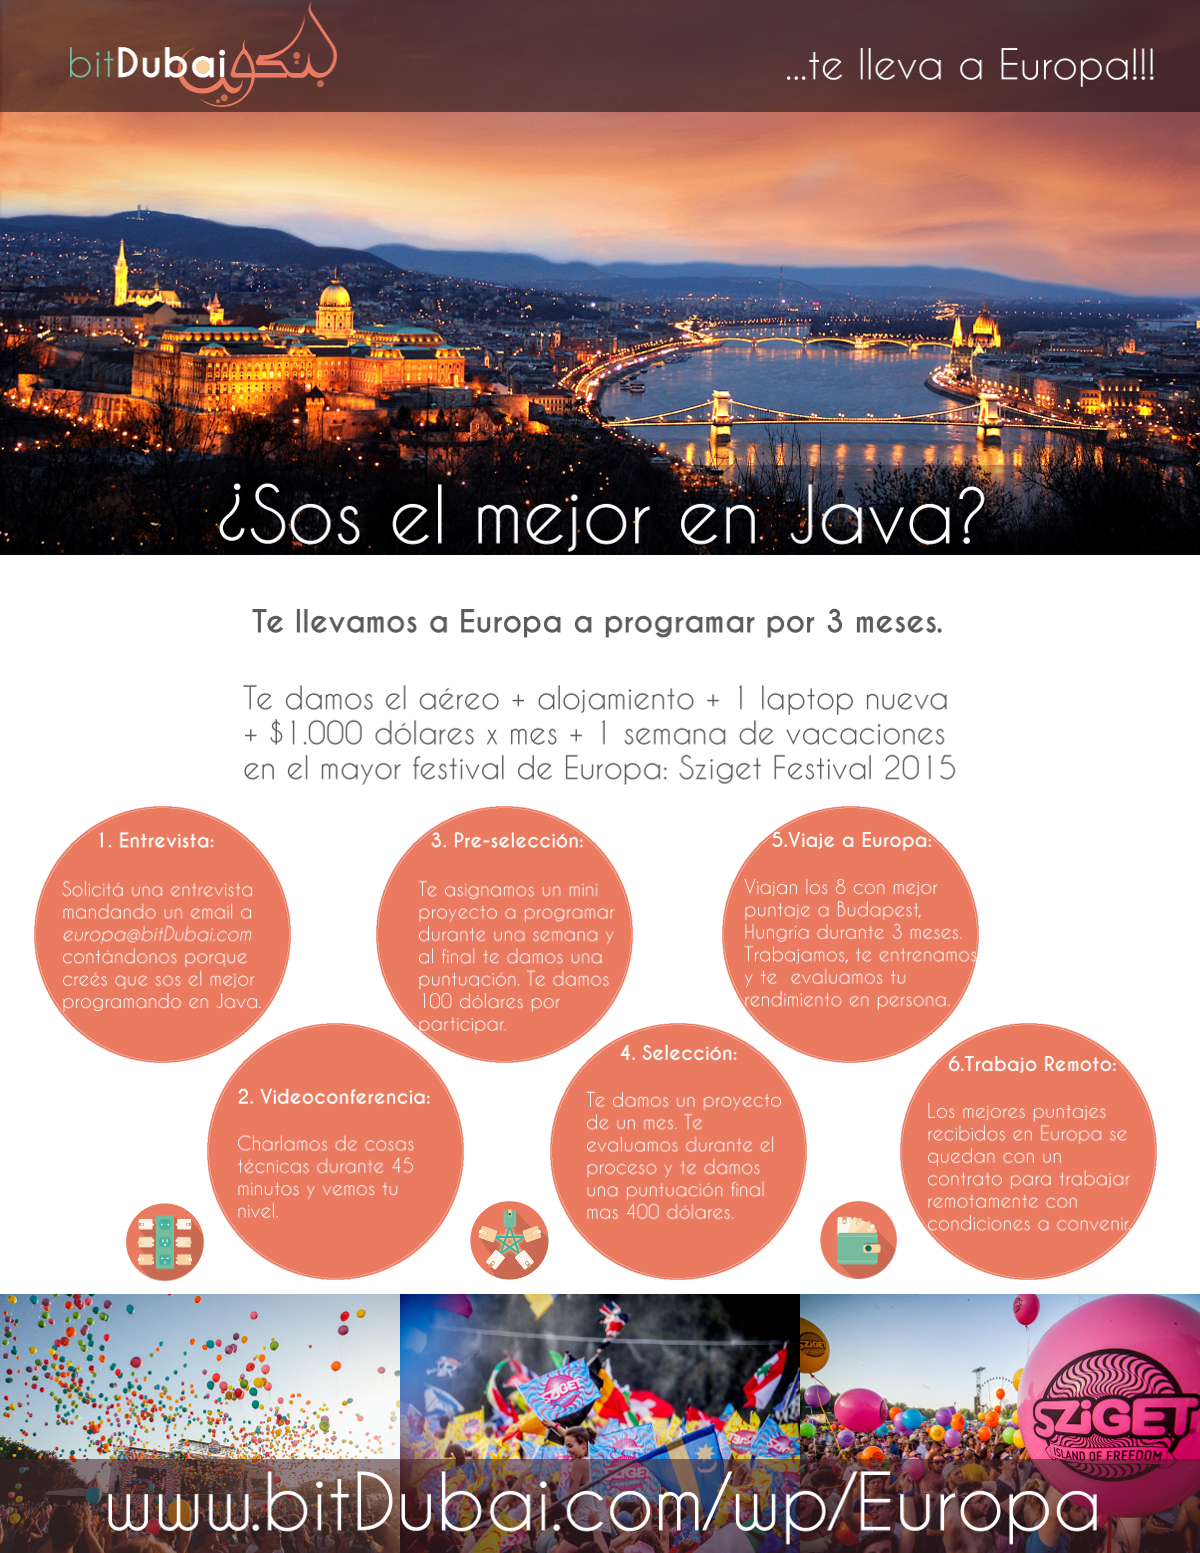 bitDubai بتكوين
...te lleva a Europa!!!
¿Sos el mejor en Java?
Te llevamos a Europa a programar por 3 meses.
Te damos el aéreo + alojamiento + 1 laptop nueva
+ $1.000 dólares x mes + 1 semana de vacaciones
en el mayor festival de Europa: Sziget Festival 2015
1. Entrevista:
Solicitá una entrevista
mandando un email a
europa@bitDubai.com
contándonos porque
creés que sos el mejor
programando en Java.
2. Videoconferencia:
Charlamos de cosas
técnicas durante 45
minutos y vemos tu
nivel.
3. Pre-selección:
Te asignamos un mini
proyecto a programar
durante una semana y
al final te damos una
puntuación. Te damos
100 dólares por
participar.
4. Selección:
Te damos un proyecto
de un mes. Te
evaluamos durante el
proceso y te damos
una puntuación final
mas 400 dólares.
5.Viaje a Europa:
Viajan los 8 con mejor
puntaje a Budapest,
Hungría durante 3 meses.
Trabajamos, te entrenamos
y te  evaluamos tu
rendimiento en persona.
6.Trabajo Remoto:
Los mejores puntajes
recibidos en Europa se
quedan con un
contrato para trabajar
remotamente con
condiciones a convenir.
SZiGET
SZiGET
SZiGET
SZiGET
ISLAND OF FREEDOM
www.bitDubai.com/wp/Europa